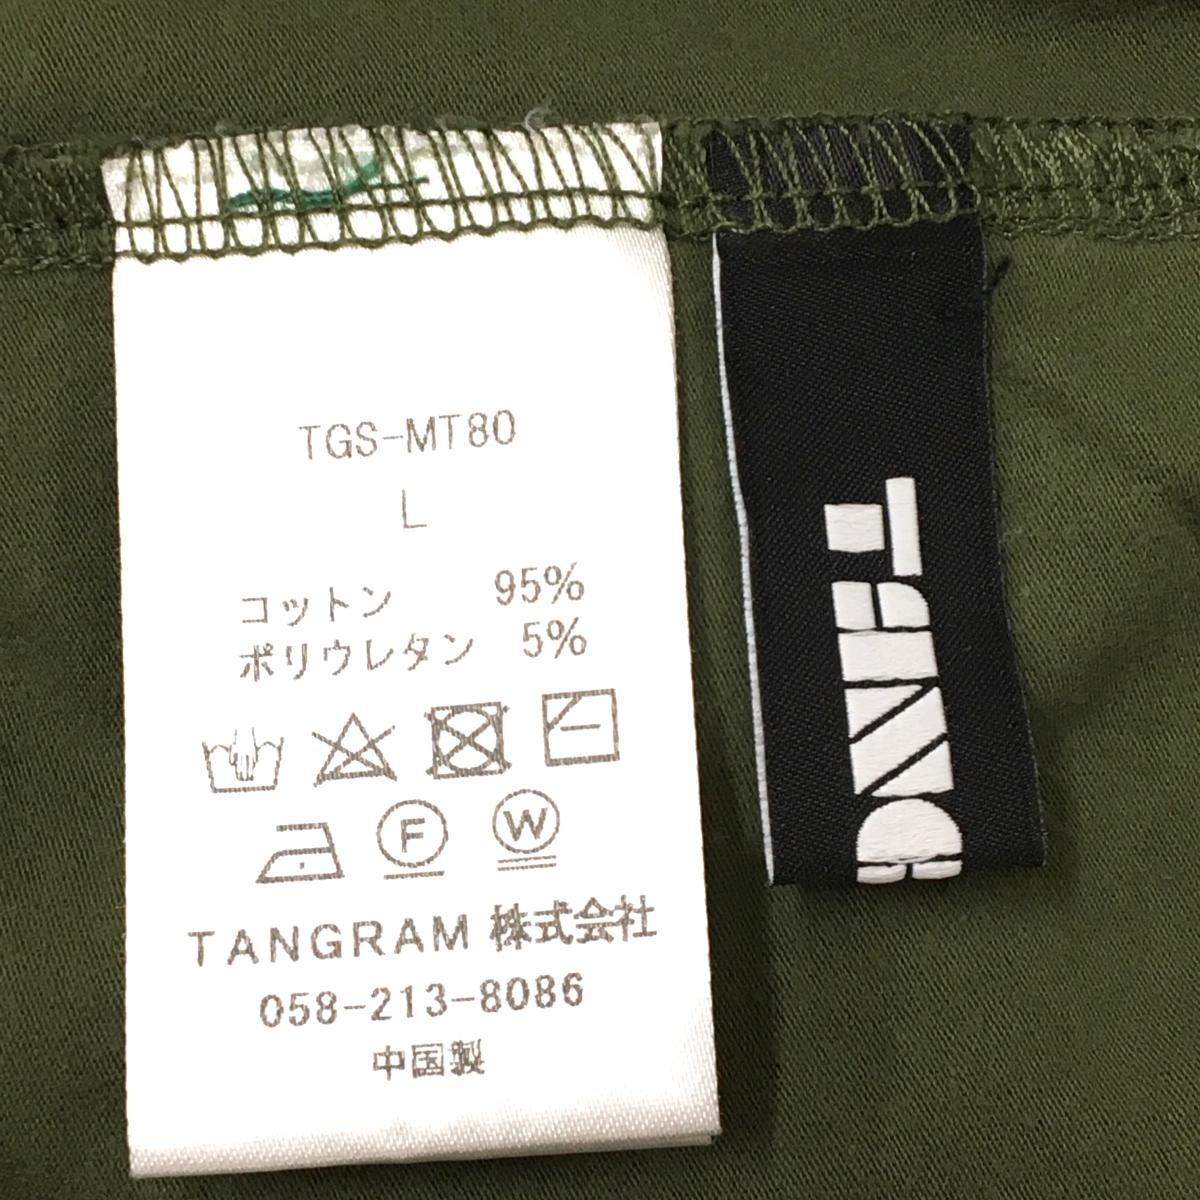 TGS-MT80
L
コットン 95%
ポリウレタン 5%
F W
TANGRAM 株式会社
058-213-8086
中国製
TANG